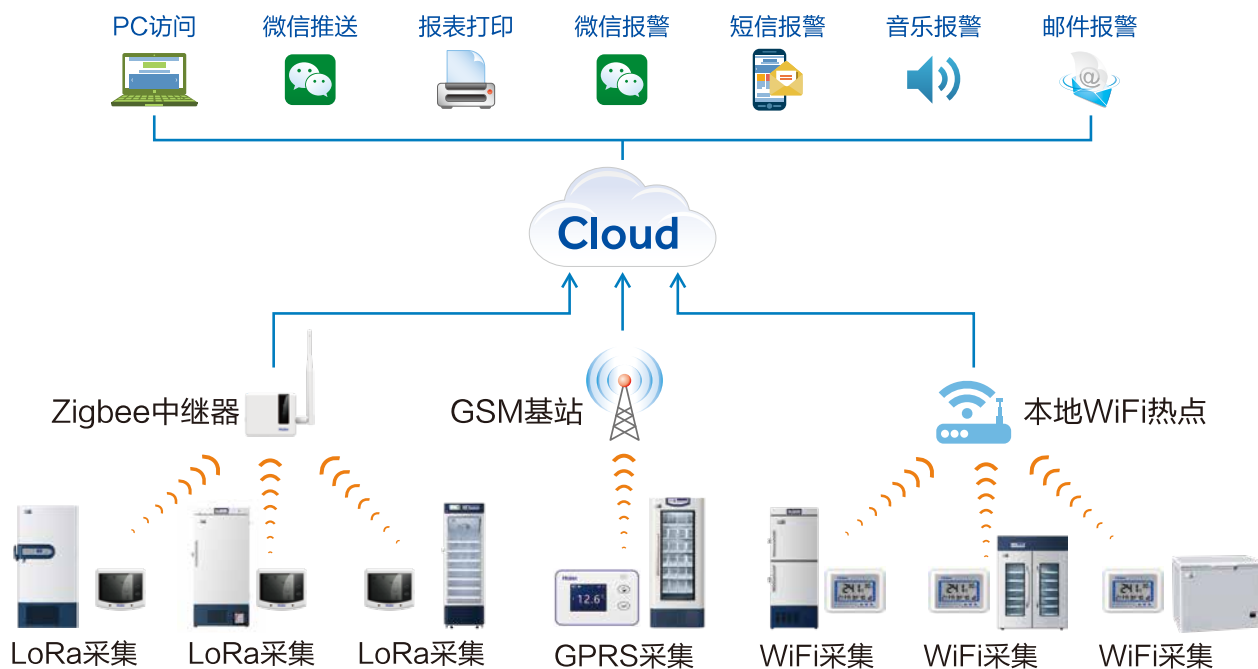 PC访问 微信推送 报表打印 微信报警 短信报警 音乐报警 邮件报警
@
Cloud
Zigbee中继器 GSM基站 本地WiFi热点
Haier
12.6
LoRa采集 LoRa采集 LoRa采集 GPRS采集 WiFi采集 WiFi采集 WiFi采集